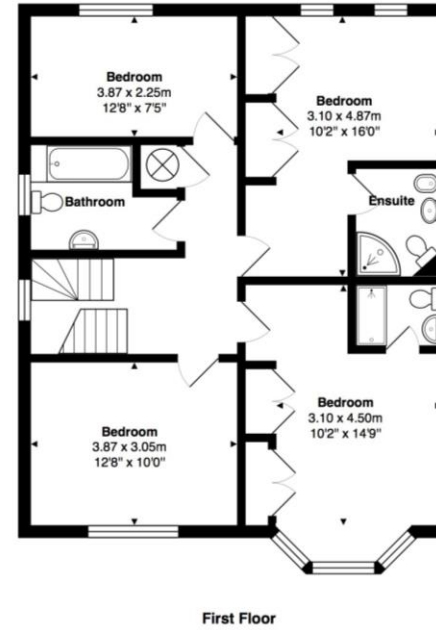 Bedroom
3.87 x 2.25m
12'8" x 7'5"
Bedroom
3.10 x 4.87m
10'2" x 16'0"
Bathroom
Ensuite
Bedroom
3.87 x 3.05m
12'8" x 10'0"
Bedroom
3.10 x 4.50m
10'2" x 14'9"
First Floor